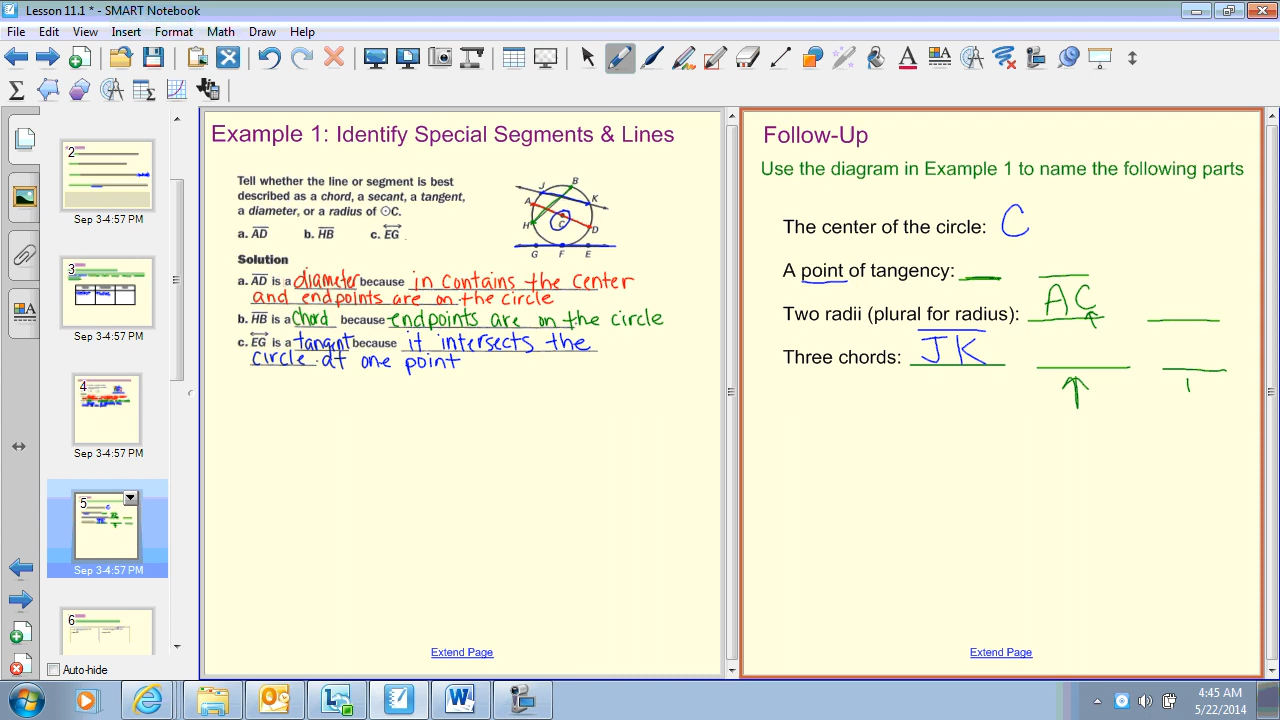 Lesson 11.1 * - SMART Notebook
File Edit View Insert Format Math Draw Help
2
Sep 3-4:57 PM
3
Sep 3-4:57 PM
4
Sep 3-4:57 PM
5
Sep 3-4:57 PM
6
Auto-hide
Example 1: Identify Special Segments & Lines
Tell whether the line or segment is best
described as a chord, a secant, a tangent,
a diameter, or a radius of ⊙C.
a. AD b. HB c. EG
J B K A C H D G F E
Solution
a. AD is a diameter because in contains the center
and endpoints are on the circle
b. HB is a chord because endpoints are on the circle
c. EG is a tangent because it intersects the
circle at one point
Extend Page
Follow-Up
Use the diagram in Example 1 to name the following parts
The center of the circle: C
A point of tangency:
Two radii (plural for radius): AC
Three chords: JK
Extend Page
4:45 AM
5/22/2014